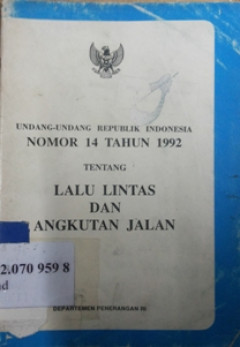 UNDANG-UNDANG REPUBLIK INDONESIA
NOMOR 14 TAHUN 1992
TENTANG
LALU LINTAS
DAN
ANGKUTAN JALAN
2.070 959 8
DEPARTEMEN PENERANGAN RI